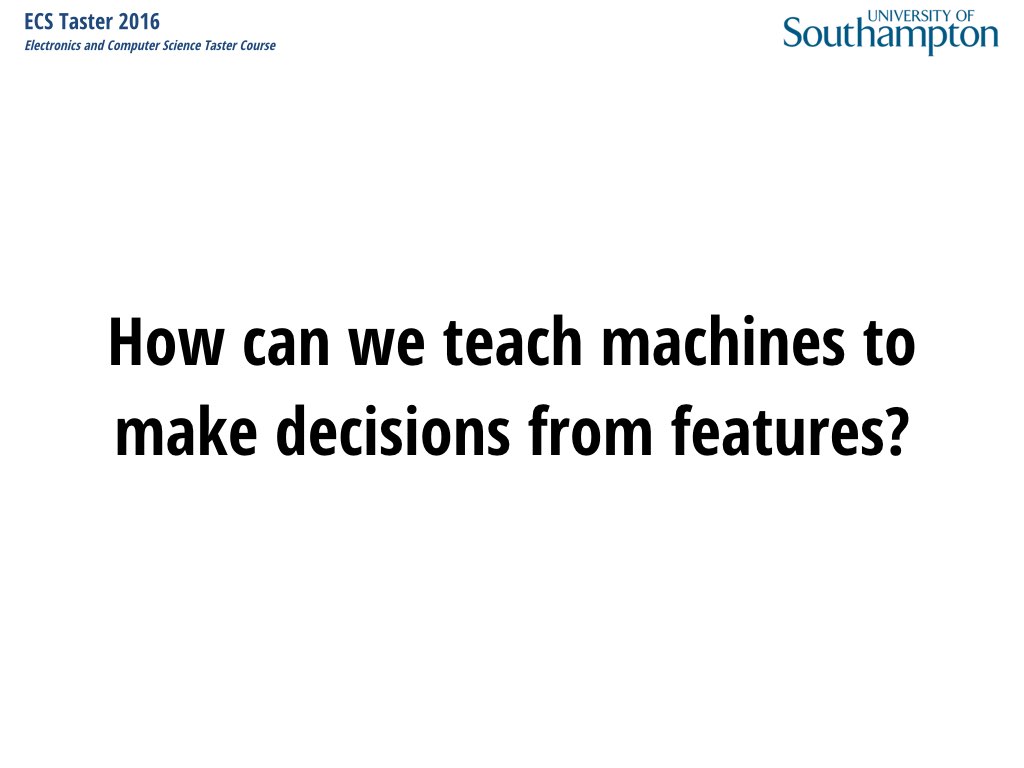 ECS Taster 2016
Electronics and Computer Science Taster Course
UNIVERSITY OF
Southampton
How can we teach machines to
make decisions from features?